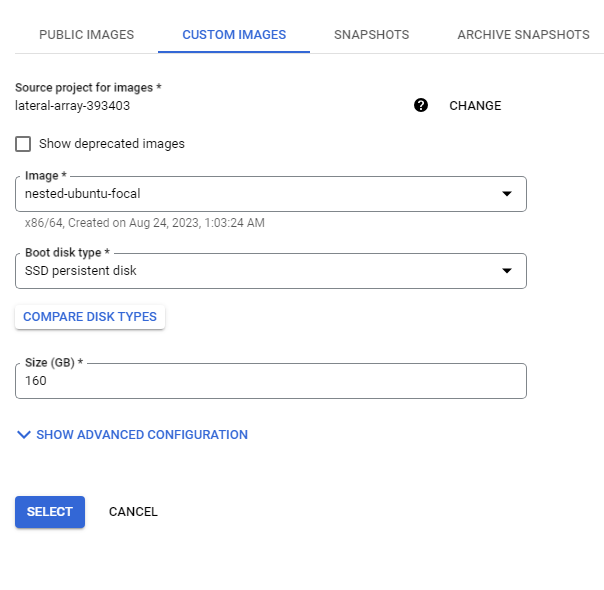 PUBLIC IMAGES CUSTOM IMAGES SNAPSHOTS ARCHIVE SNAPSHOTS
Source project for images *
lateral-array-393403 ? CHANGE
Show deprecated images
Image *
nested-ubuntu-focal
x86/64, Created on Aug 24, 2023, 1:03:24 AM
Boot disk type *
SSD persistent disk
COMPARE DISK TYPES
Size (GB) *
160
SHOW ADVANCED CONFIGURATION
SELECT CANCEL